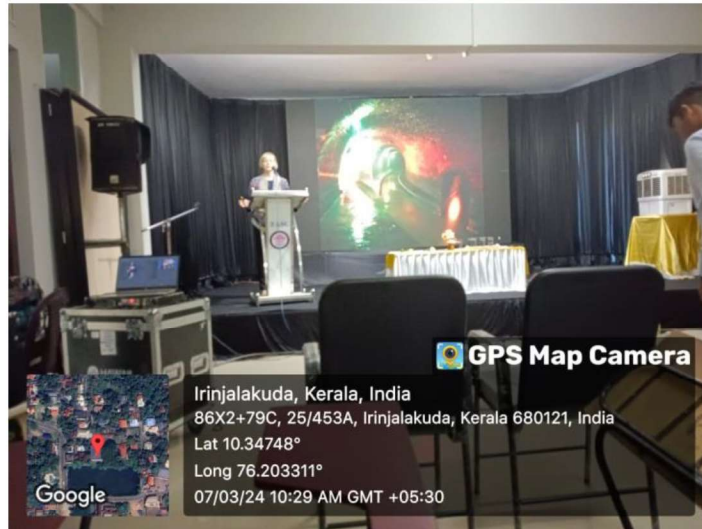 GPS Map Camera
Irinjalakuda, Kerala, India
86X2+79C, 25/453A, Irinjalakuda, Kerala 680121, India
Lat 10.34748°
Long 76.203311°
07/03/24 10:29 AM GMT +05:30
Google